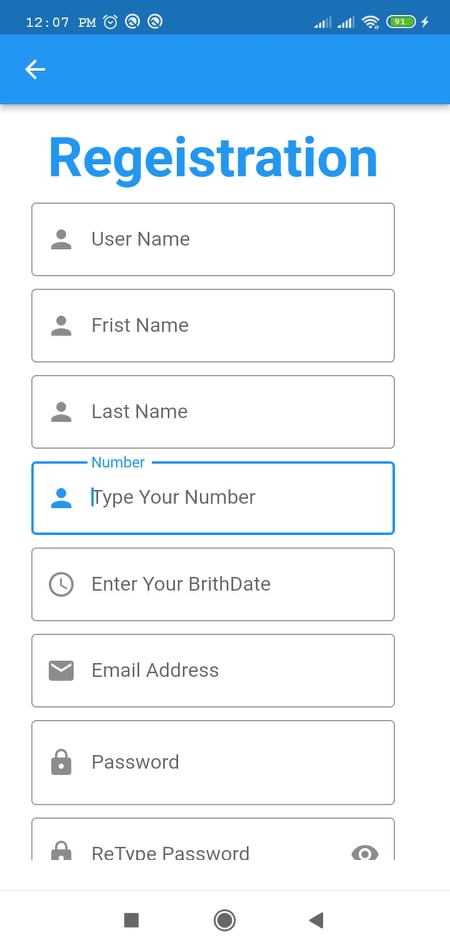 12:07 PM
91
Regeistration
User Name
Frist Name
Last Name
Number
Type Your Number
Enter Your BrithDate
Email Address
Password
ReType Password